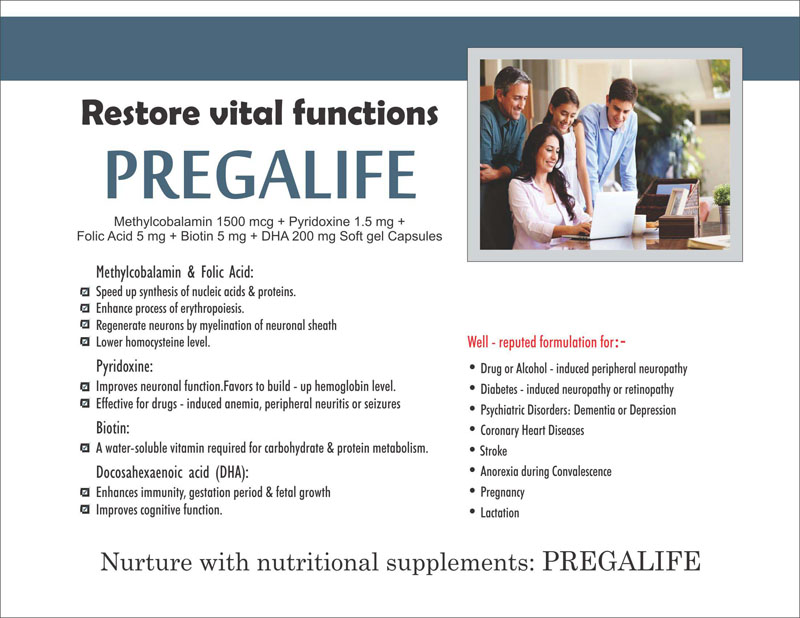 Restore vital functions
PREGALIFE
Methylcobalamin 1500 mcg + Pyridoxine 1.5 mg +
Folic Acid 5 mg + Biotin 5 mg + DHA 200 mg Soft gel Capsules
Methylcobalamin & Folic Acid:
Speed up synthesis of nucleic acids & proteins.
Enhance process of erythropoiesis.
Regenerate neurons by myelination of neuronal sheath
Lower homocysteine level.
Pyridoxine:
Improves neuronal function.Favors to build - up hemoglobin level.
Effective for drugs - induced anemia, peripheral neuritis or seizures
Biotin:
A water-soluble vitamin required for carbohydrate & protein metabolism.
Docosahexaenoic acid (DHA):
Enhances immunity, gestation period & fetal growth
Improves cognitive function.
Well - reputed formulation for:-
• Drug or Alcohol - induced peripheral neuropathy
• Diabetes - induced neuropathy or retinopathy
• Psychiatric Disorders: Dementia or Depression
• Coronary Heart Diseases
• Stroke
• Anorexia during Convalescence
• Pregnancy
• Lactation
Nurture with nutritional supplements: PREGALIFE